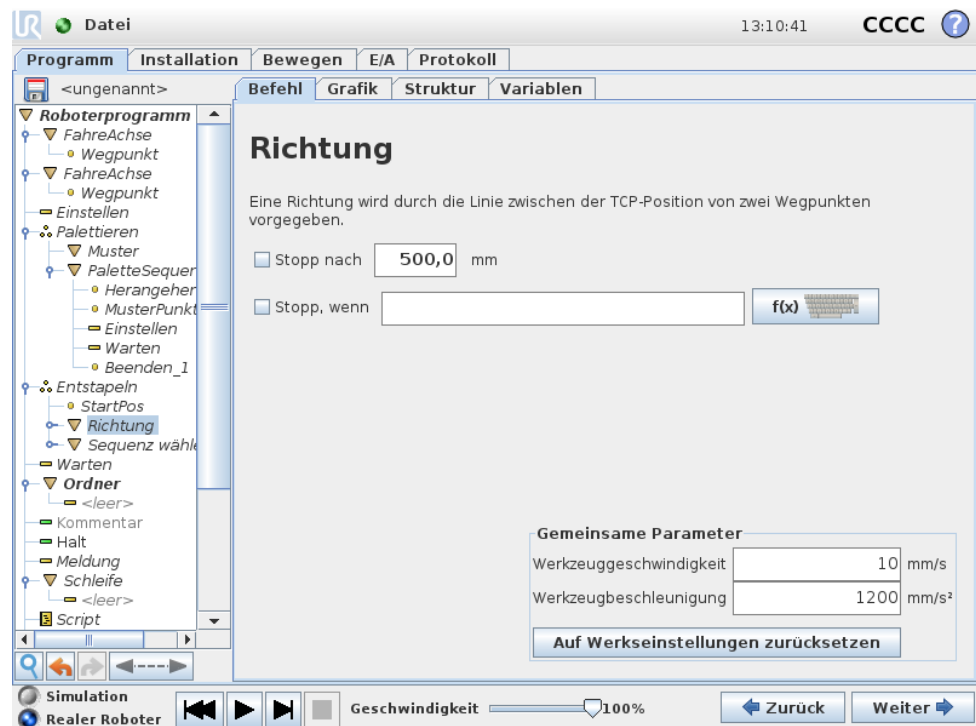 Datei
13:10:41
CCCC
?
Programm Installation Bewegen E/A Protokoll
<ungenannt>
Befehl Grafik Struktur Variablen
Roboterprogramm
FahreAchse
Wegpunkt
FahreAchse
Wegpunkt
Einstellen
Palettieren
Muster
PaletteSequer
Herangeher
MusterPunkt
Einstellen
Warten
Beenden_1
Entstapeln
StartPos
Richtung
Sequenz wähle
Warten
Ordner
<leer>
Kommentar
Halt
Meldung
Schleife
<leer>
Script
Richtung
Eine Richtung wird durch die Linie zwischen der TCP-Position von zwei Wegpunkten
vorgegeben.
Stopp nach 500,0 mm
Stopp, wenn f(x)
Gemeinsame Parameter
Werkzeuggeschwindigkeit 10 mm/s
Werkzeugbeschleunigung 1200 mm/s²
Auf Werkseinstellungen zurücksetzen
Simulation
Realer Roboter
Geschwindigkeit 100%
Zurück Weiter